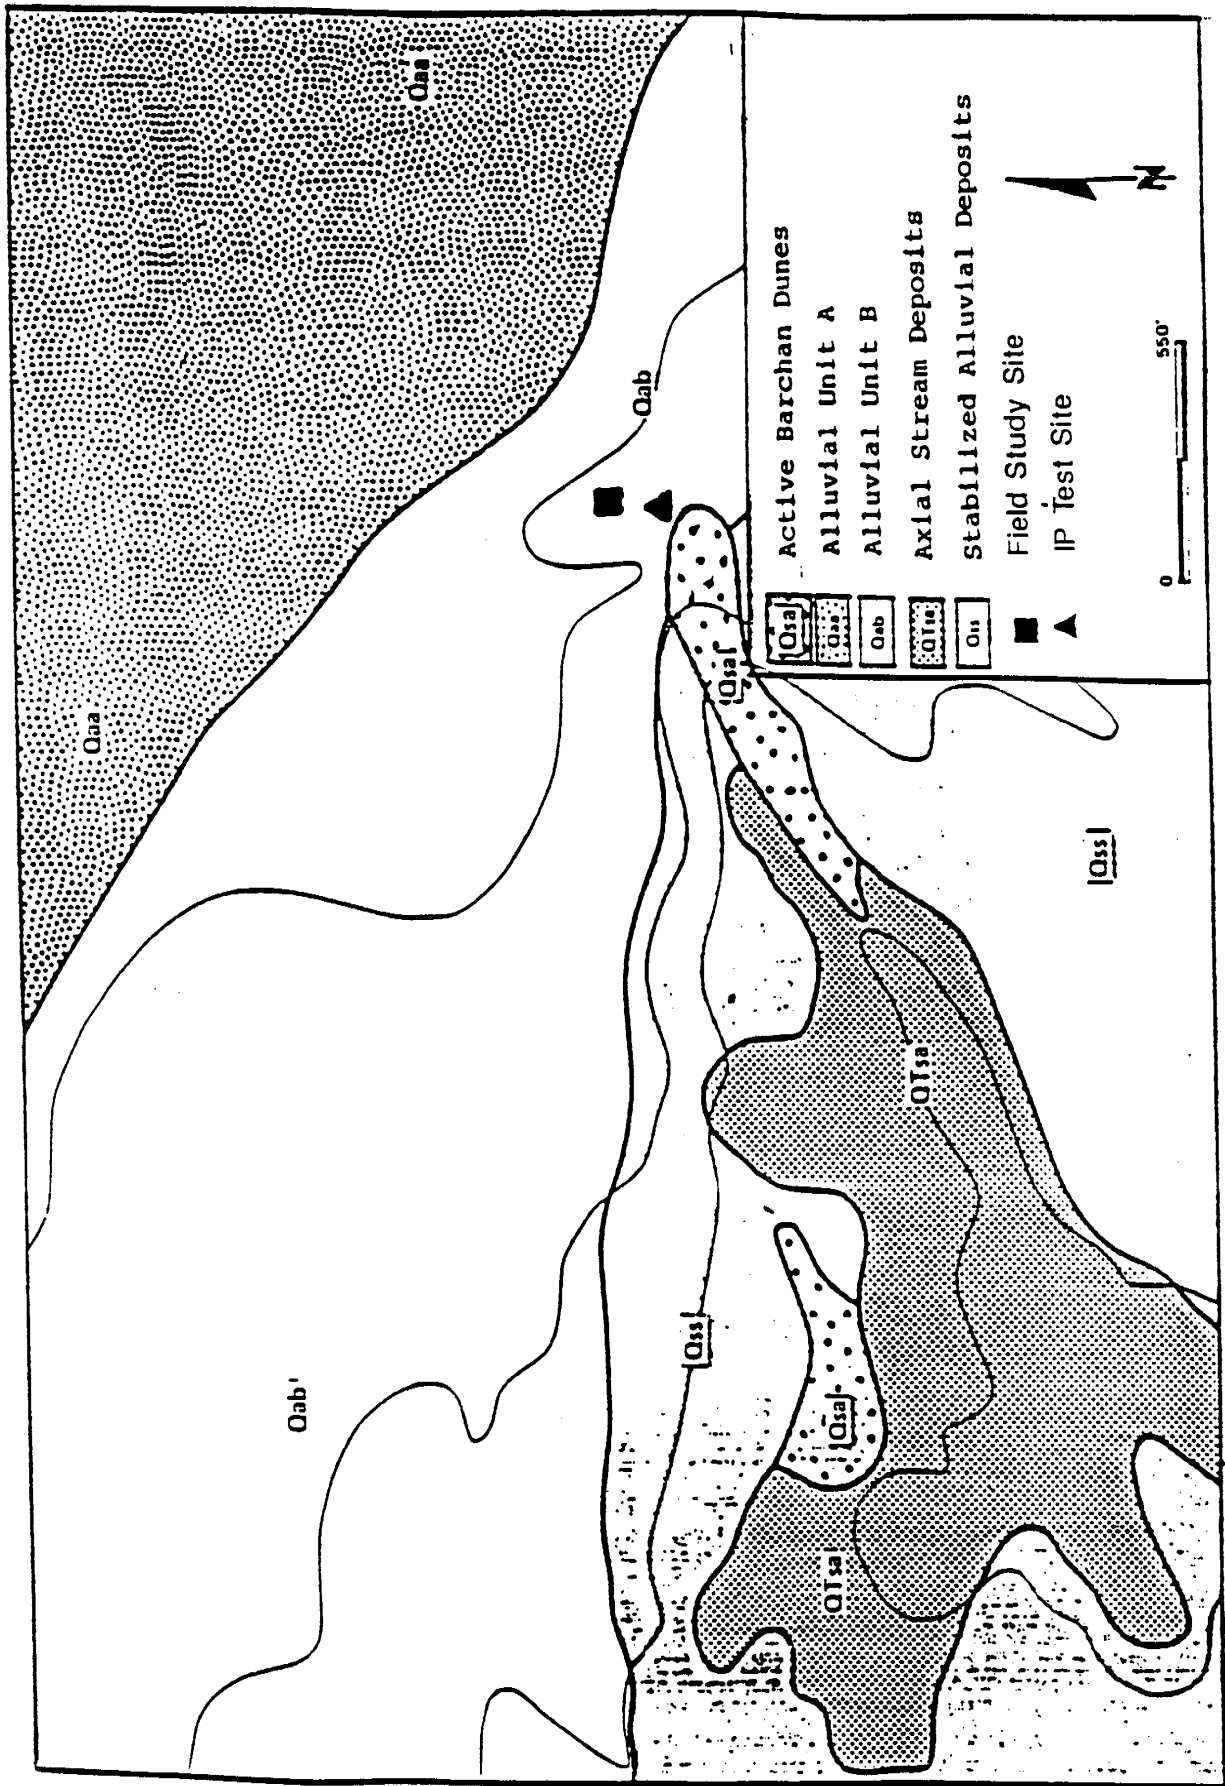 Qaa
Qaa'
Qab'
Qab
Qss
Qsa
Qsa
QTsa
QTsa
Qss
Qsa Active Barchan Dunes
Qaa Alluvial Unit A
Qab Alluvial Unit B
QTsa Axial Stream Deposits
Qss Stabilized Alluvial Deposits
Field Study Site
IP Test Site
0 550'
N